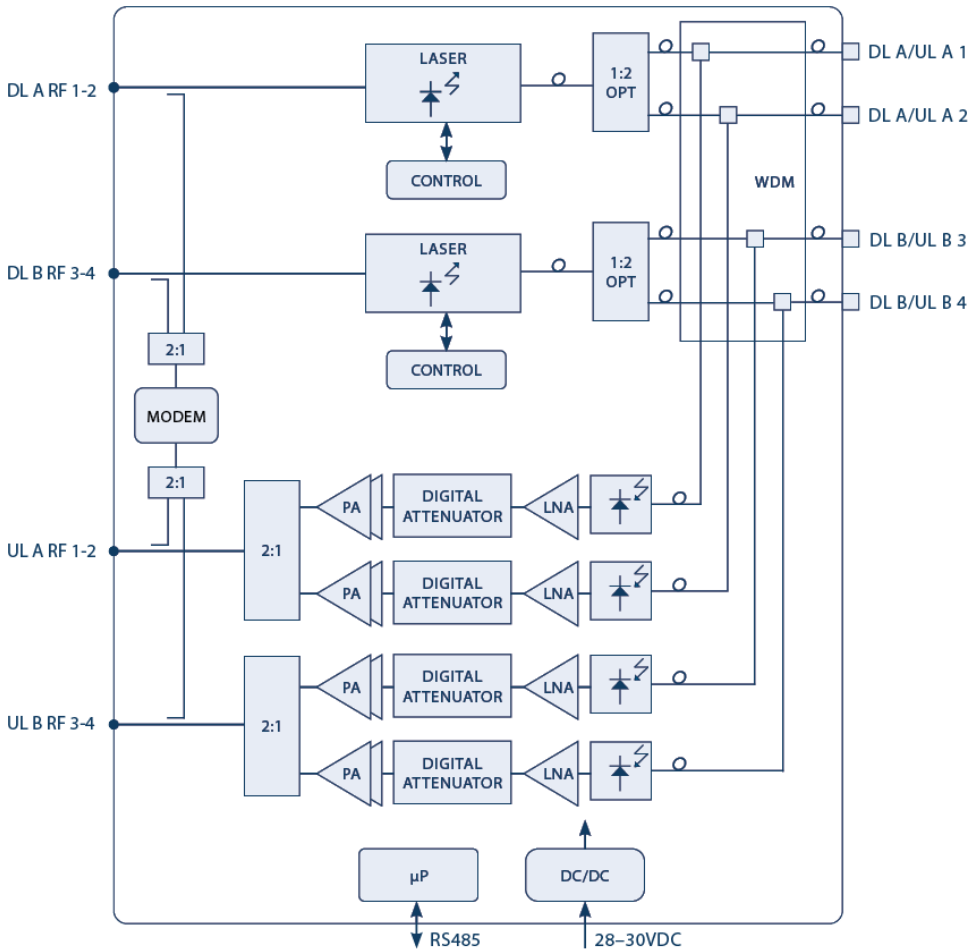 DL A RF 1-2
LASER
CONTROL
1:2
OPT
DL A/UL A 1
DL A/UL A 2
WDM
DL B RF 3-4
LASER
CONTROL
1:2
OPT
DL B/UL B 3
DL B/UL B 4
2:1
MODEM
2:1
UL A RF 1-2
2:1
PA
DIGITAL
ATTENUATOR
LNA
PA
DIGITAL
ATTENUATOR
LNA
UL B RF 3-4
2:1
PA
DIGITAL
ATTENUATOR
LNA
PA
DIGITAL
ATTENUATOR
LNA
µP
DC/DC
RS485
28–30VDC